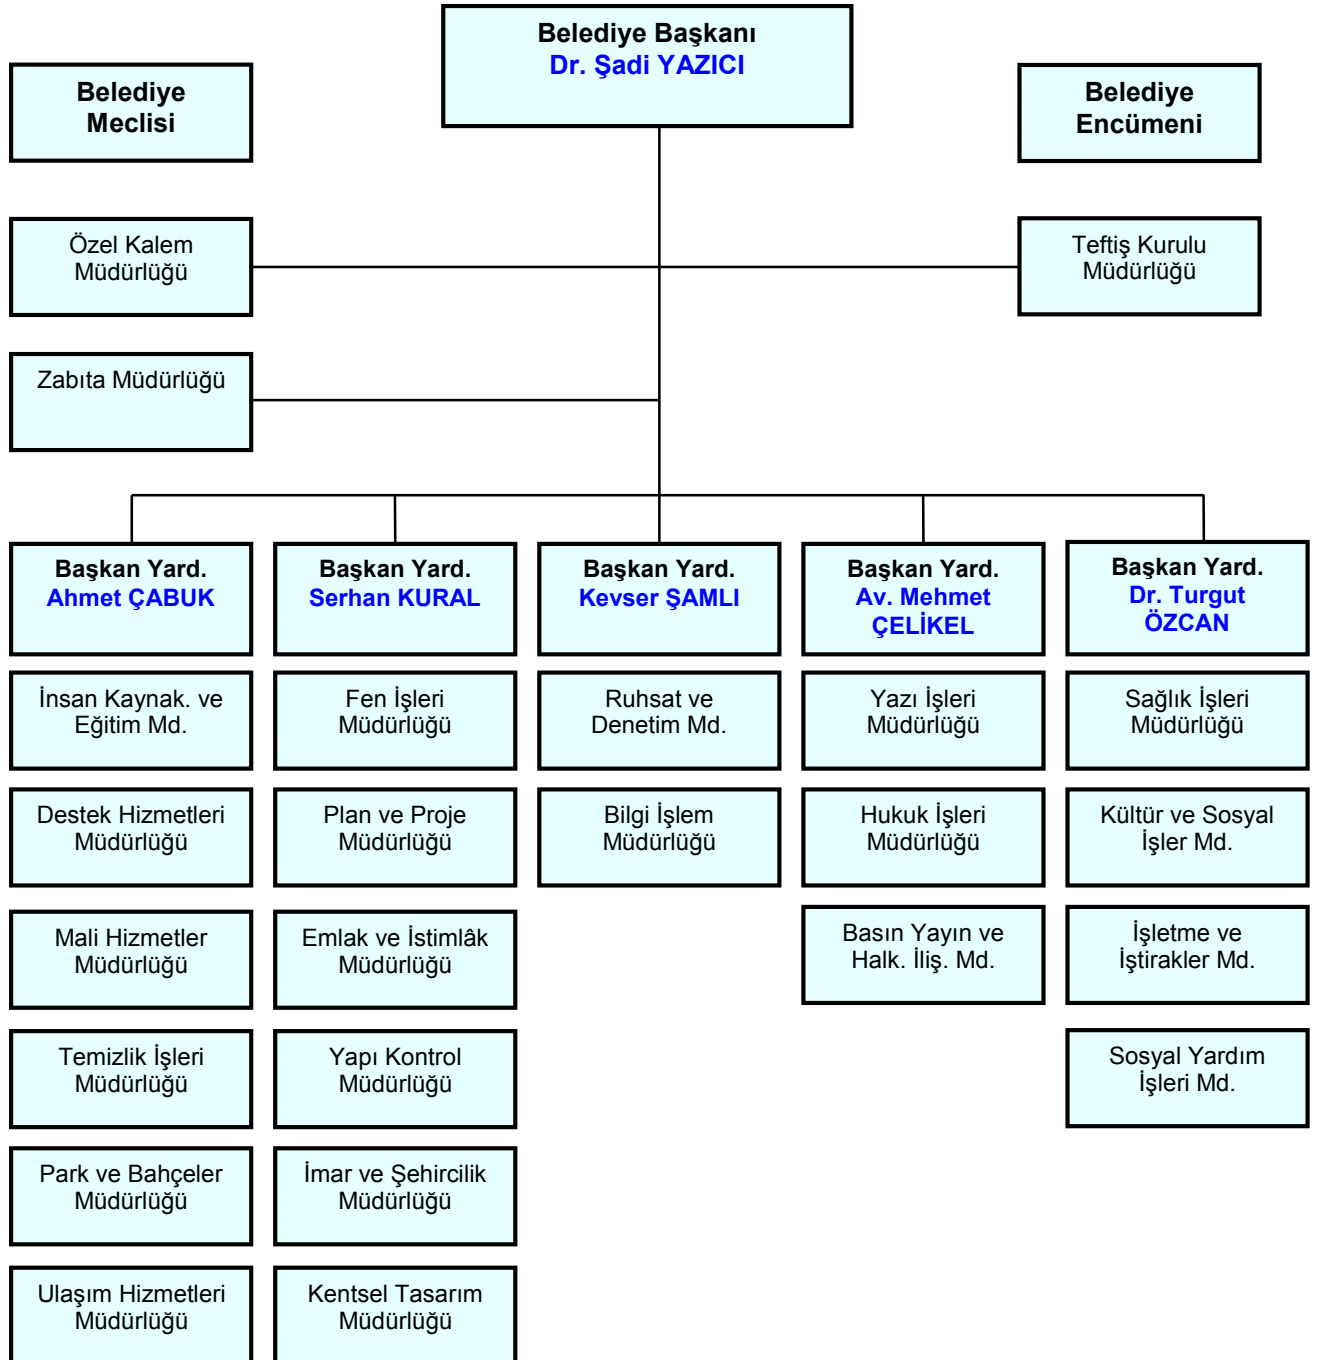 Belediye Başkanı
Dr. Şadi YAZICI
Belediye
Meclisi
Belediye
Encümeni
Özel Kalem
Müdürlüğü
Teftiş Kurulu
Müdürlüğü
Zabıta Müdürlüğü
Başkan Yard.
Ahmet ÇABUK
Başkan Yard.
Serhan KURAL
Başkan Yard.
Kevser ŞAMLI
Başkan Yard.
Av. Mehmet
ÇELİKEL
Başkan Yard.
Dr. Turgut
ÖZCAN
İnsan Kaynak. ve
Eğitim Md.
Fen İşleri
Müdürlüğü
Ruhsat ve
Denetim Md.
Yazı İşleri
Müdürlüğü
Sağlık İşleri
Müdürlüğü
Destek Hizmetleri
Müdürlüğü
Plan ve Proje
Müdürlüğü
Bilgi İşlem
Müdürlüğü
Hukuk İşleri
Müdürlüğü
Kültür ve Sosyal
İşler Md.
Mali Hizmetler
Müdürlüğü
Emlak ve İstimlâk
Müdürlüğü
Basın Yayın ve
Halk. İliş. Md.
İşletme ve
İştirakler Md.
Temizlik İşleri
Müdürlüğü
Yapı Kontrol
Müdürlüğü
Sosyal Yardım
İşleri Md.
Park ve Bahçeler
Müdürlüğü
İmar ve Şehircilik
Müdürlüğü
Ulaşım Hizmetleri
Müdürlüğü
Kentsel Tasarım
Müdürlüğü